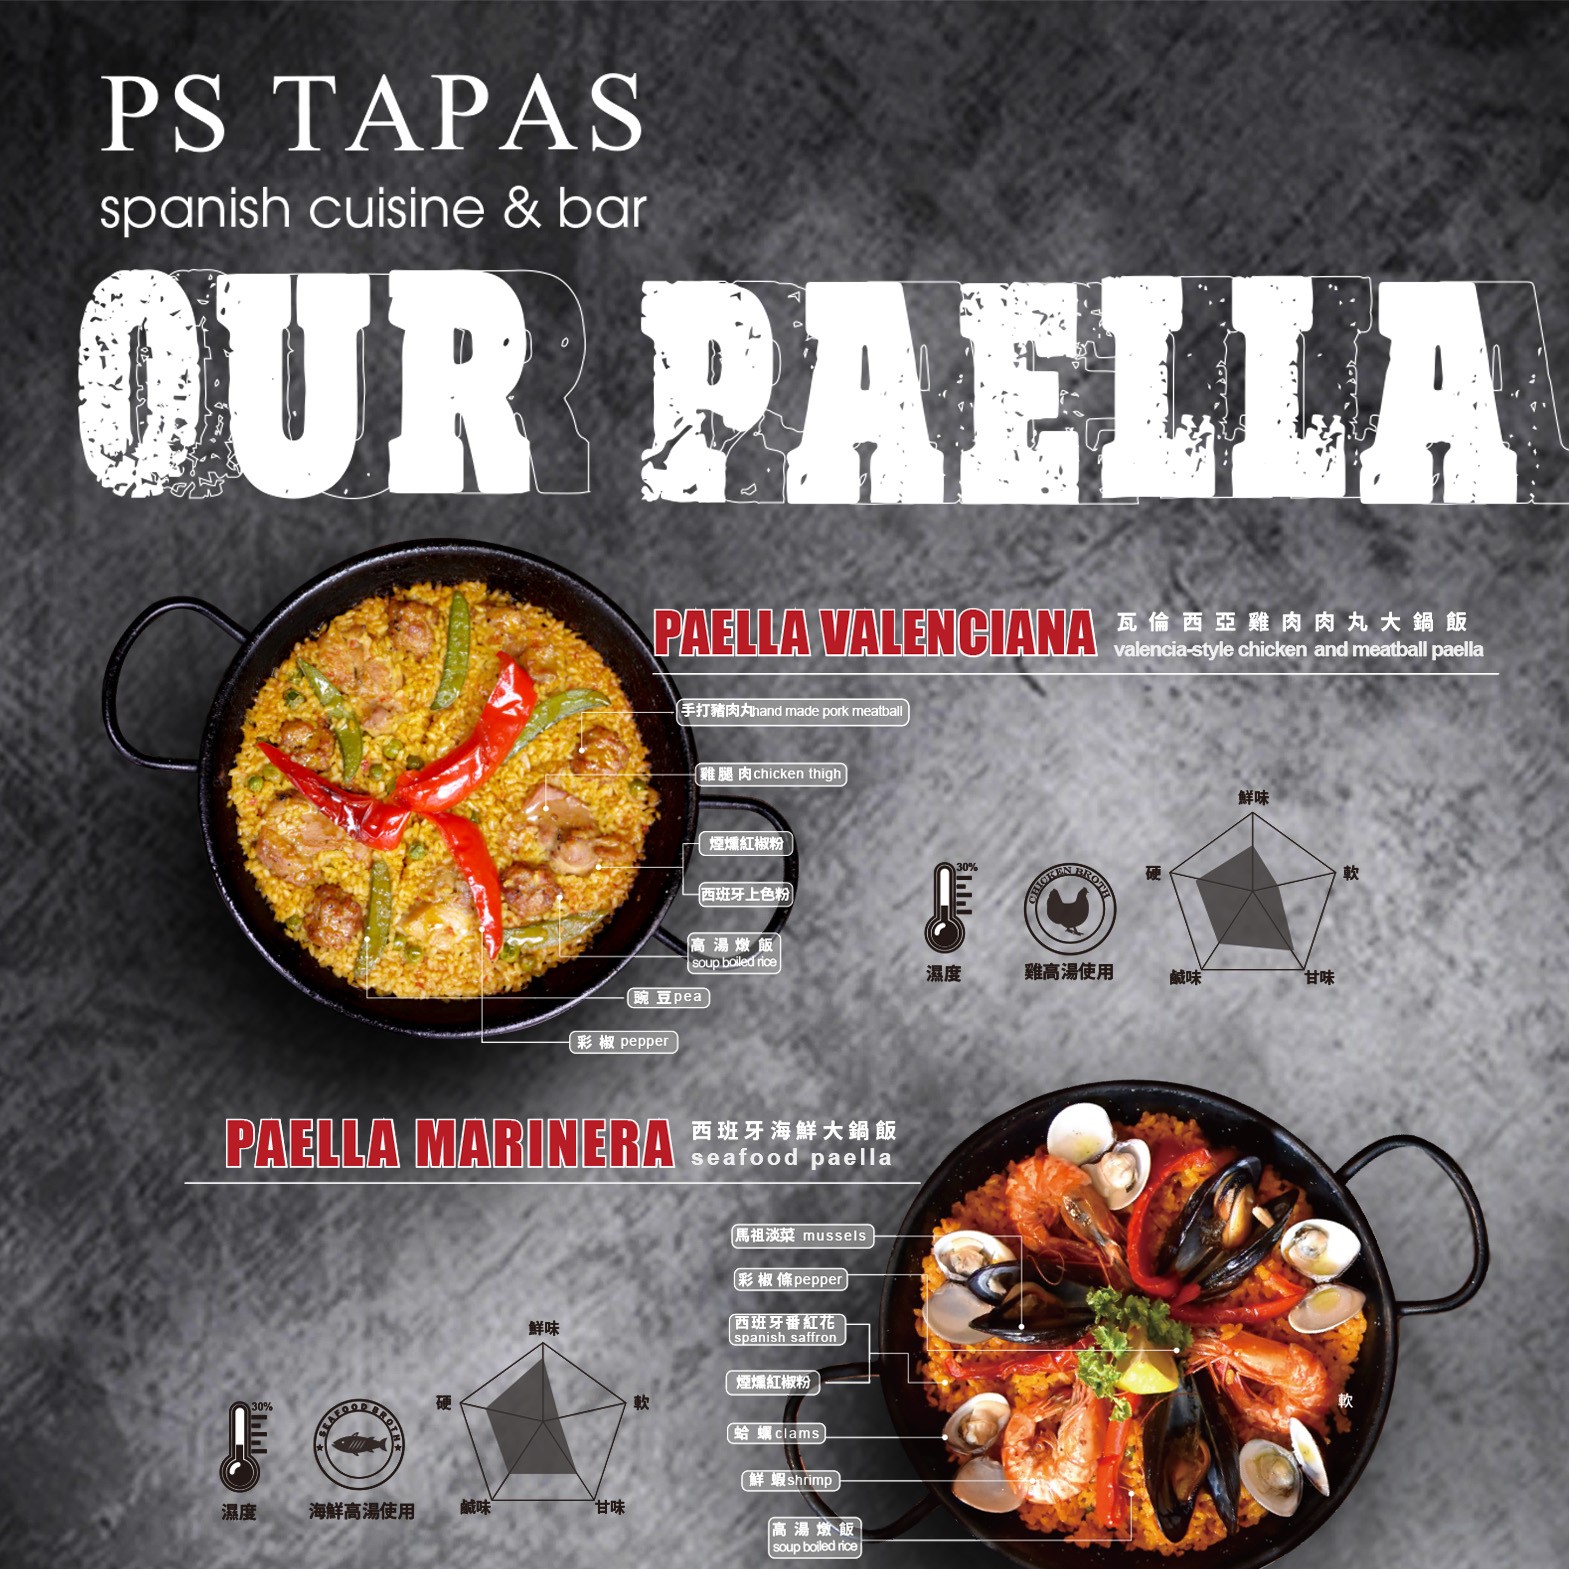 PS TAPAS
spanish cuisine & bar
OUR PAELLA
PAELLA VALENCIANA
瓦倫西亞雞肉肉丸大鍋飯
valencia-style chicken and meatball paella
手打豬肉丸hand made pork meatball
雞腿肉chicken thigh
煙燻紅椒粉
西班牙上色粉
高湯燉飯
soup boiled rice
豌豆pea
彩椒 pepper
30%
濕度
CHICKEN BROTH
雞高湯使用
鮮味
硬
軟
鹹味
甘味
PAELLA MARINERA
西班牙海鮮大鍋飯
seafood paella
馬祖淡菜 mussels
彩椒條pepper
西班牙番紅花
spanish saffron
煙燻紅椒粉
蛤蠣clams
鮮蝦shrimp
高湯燉飯
soup boiled rice
30%
濕度
SEAFOOD BROTH
海鮮高湯使用
鮮味
硬
軟
鹹味
甘味
軟